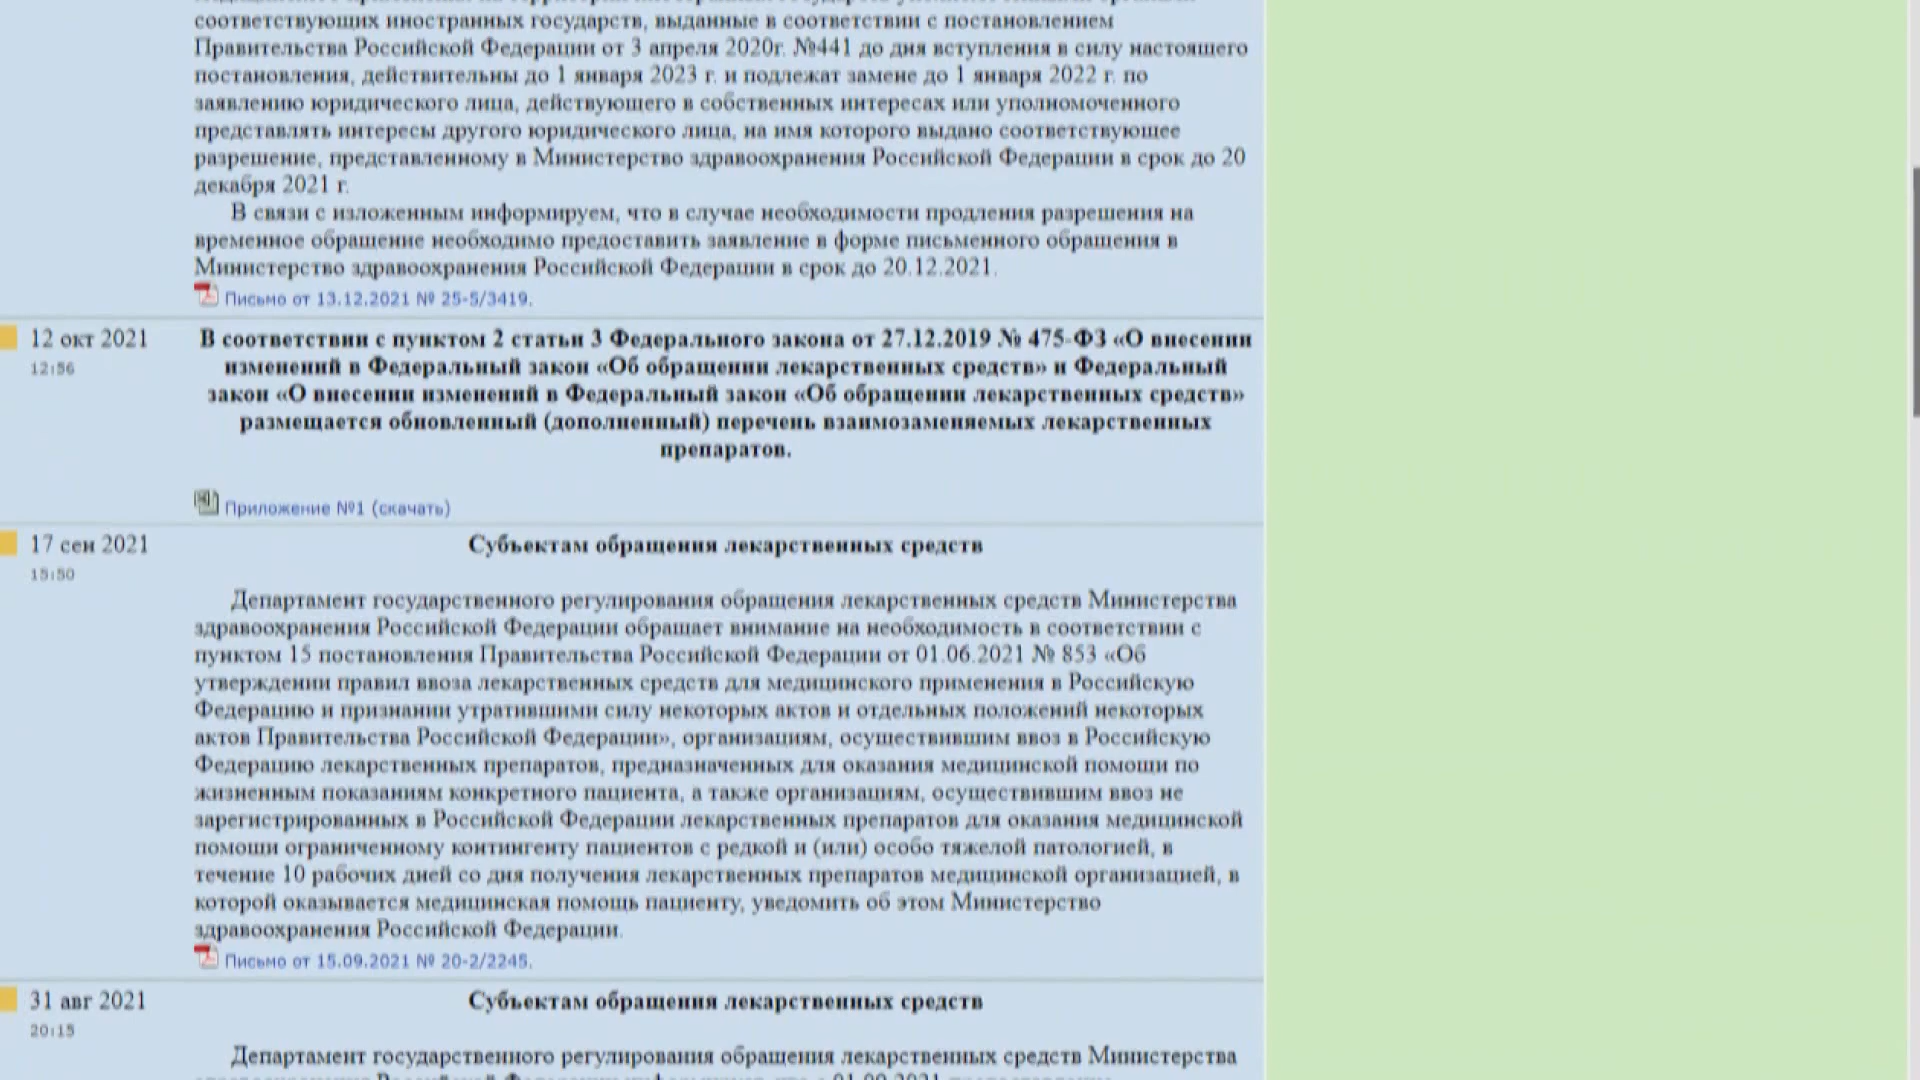 соответствующих иностранных государств, выданные в соответствии с постановлением
Правительства Российской Федерации от 3 апреля 2020г. №441 до дня вступления в силу настоящего
постановления, действительны до 1 января 2023 г. и подлежат замене до 1 января 2022 г. по
заявлению юридического лица, действующего в собственных интересах или уполномоченного
представлять интересы другого юридического лица, на имя которого выдано соответствующее
разрешение, представленному в Министерство здравоохранения Российской Федерации в срок до 20
декабря 2021 г.
В связи с изложенным информируем, что в случае необходимости продления разрешения на
временное обращение необходимо предоставить заявление в форме письменного обращения в
Министерство здравоохранения Российской Федерации в срок до 20.12.2021.
Письмо от 13.12.2021 № 25-5/3419.
12 окт 2021
12:56
В соответствии с пунктом 2 статьи 3 Федерального закона от 27.12.2019 № 475-ФЗ «О внесении
изменений в Федеральный закон «Об обращении лекарственных средств» и Федеральный
закон «О внесении изменений в Федеральный закон «Об обращении лекарственных средств»
размещается обновленный (дополненный) перечень взаимозаменяемых лекарственных
препаратов.
Приложение №1 (скачать)
17 сен 2021
15:50
Субъектам обращения лекарственных средств
Департамент государственного регулирования обращения лекарственных средств Министерства
здравоохранения Российской Федерации обращает внимание на необходимость в соответствии с
пунктом 15 постановления Правительства Российской Федерации от 01.06.2021 № 853 «Об
утверждении правил ввоза лекарственных средств для медицинского применения в Российскую
Федерацию и признании утратившими силу некоторых актов и отдельных положений некоторых
актов Правительства Российской Федерации», организациям, осуществившим ввоз в Российскую
Федерацию лекарственных препаратов, предназначенных для оказания медицинской помощи по
жизненным показаниям конкретного пациента, а также организациям, осуществившим ввоз не
зарегистрированных в Российской Федерации лекарственных препаратов для оказания медицинской
помощи ограниченному контингенту пациентов с редкой и (или) особо тяжелой патологией, в
течение 10 рабочих дней со дня получения лекарственных препаратов медицинской организацией, в
которой оказывается медицинская помощь пациенту, уведомить об этом Министерство
здравоохранения Российской Федерации.
Письмо от 15.09.2021 № 20-2/2245.
31 авг 2021
20:15
Субъектам обращения лекарственных средств
Департамент государственного регулирования обращения лекарственных средств Министерства